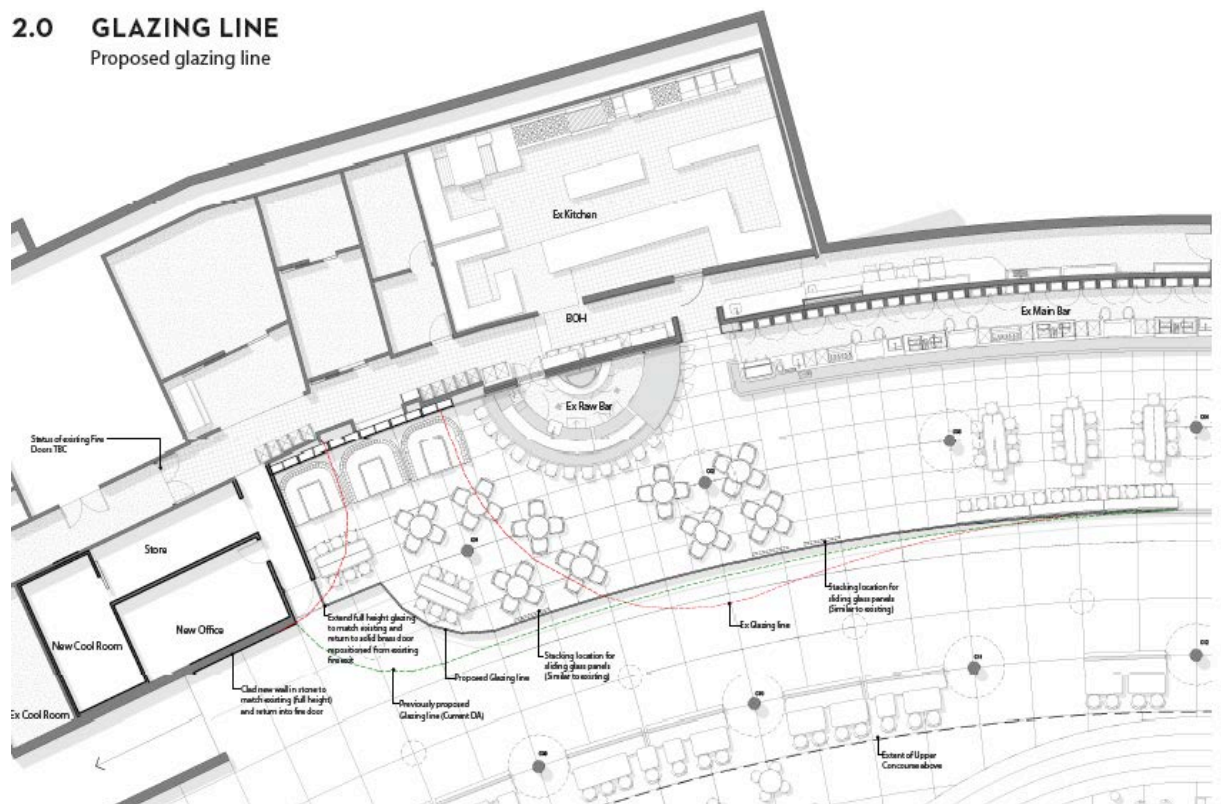 2.0 GLAZING LINE
Proposed glazing line
Ex Kitchen
BOH
Ex Main Bar
Ex Raw Bar
Status of existing Fire
Doors TBC
Store
New Office
New Cool Room
Ex Cool Room
Extend full height glazing
to match existing and
return to solid brass door
repositioned from existing
fire exit
Clad new wall in stone to
match existing (full height)
and return into fire door
Previously proposed
Glazing line (Current DA)
Proposed Glazing line
Stacking location for
sliding glass panels
(Similar to existing)
Ex Glazing line
Stacking location for
sliding glass panels
(Similar to existing)
Extent of Upper
Concourse above